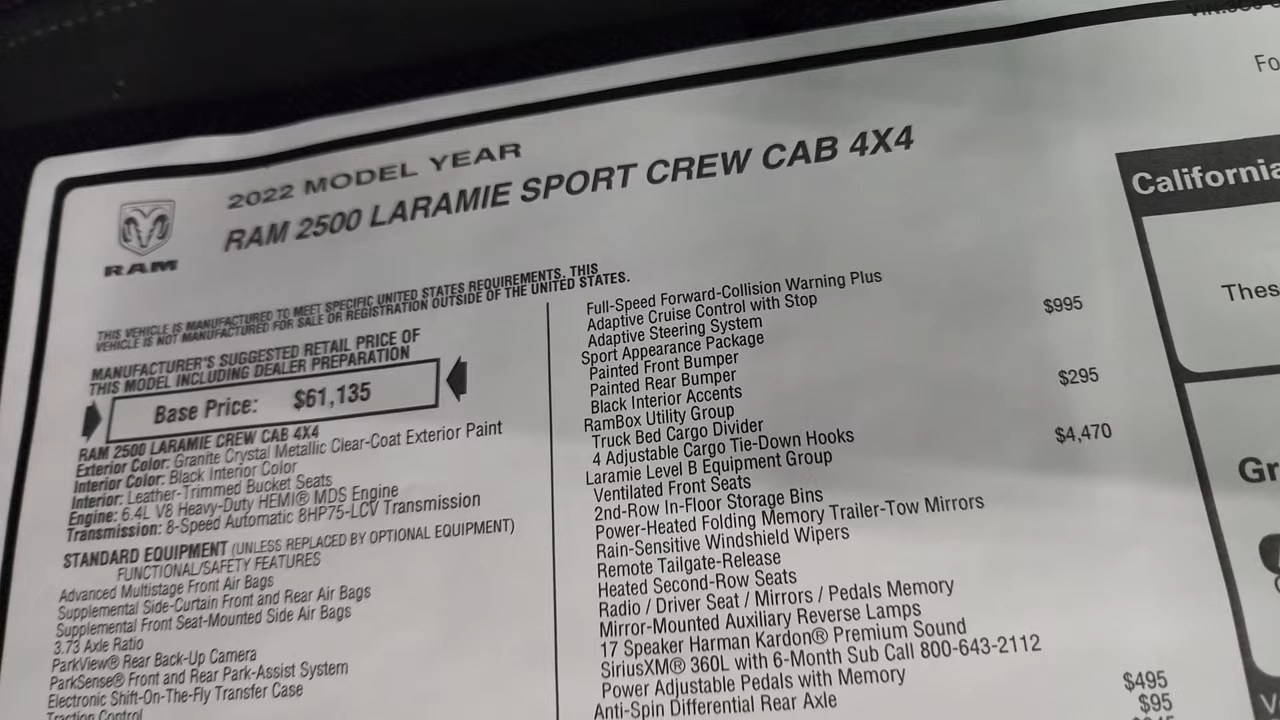 2022 MODEL YEAR
RAM 2500 LARAMIE SPORT CREW CAB 4X4
RAM
THIS VEHICLE IS MANUFACTURED TO MEET SPECIFIC UNITED STATES REQUIREMENTS. THIS
VEHICLE IS NOT MANUFACTURED FOR SALE OR REGISTRATION OUTSIDE OF THE UNITED STATES.
MANUFACTURER'S SUGGESTED RETAIL PRICE OF
THIS MODEL INCLUDING DEALER PREPARATION
Base Price: $61,135
RAM 2500 LARAMIE CREW CAB 4X4
Exterior Color: Granite Crystal Metallic Clear-Coat Exterior Paint
Interior Color: Black Interior Color
Interior: Leather-Trimmed Bucket Seats
Engine: 6.4L V8 Heavy-Duty HEMI® MDS Engine
Transmission: 8-Speed Automatic 8HP75-LCV Transmission
STANDARD EQUIPMENT (UNLESS REPLACED BY OPTIONAL EQUIPMENT)
FUNCTIONAL/SAFETY FEATURES
Advanced Multistage Front Air Bags
Supplemental Side-Curtain Front and Rear Air Bags
Supplemental Front Seat-Mounted Side Air Bags
3.73 Axle Ratio
ParkView® Rear Back-Up Camera
ParkSense® Front and Rear Park-Assist System
Electronic Shift-On-The-Fly Transfer Case
Traction Control
Full-Speed Forward-Collision Warning Plus
Adaptive Cruise Control with Stop
Adaptive Steering System
Sport Appearance Package $995
Painted Front Bumper
Painted Rear Bumper
Black Interior Accents
RamBox Utility Group $295
Truck Bed Cargo Divider
4 Adjustable Cargo Tie-Down Hooks
Laramie Level B Equipment Group $4,470
Ventilated Front Seats
2nd-Row In-Floor Storage Bins
Power-Heated Folding Memory Trailer-Tow Mirrors
Rain-Sensitive Windshield Wipers
Remote Tailgate-Release
Heated Second-Row Seats
Radio / Driver Seat / Mirrors / Pedals Memory
Mirror-Mounted Auxiliary Reverse Lamps
17 Speaker Harman Kardon® Premium Sound
SiriusXM® 360L with 6-Month Sub Call 800-643-2112
Power Adjustable Pedals with Memory
Anti-Spin Differential Rear Axle $495
$95
Fo
California
Thes
Gr